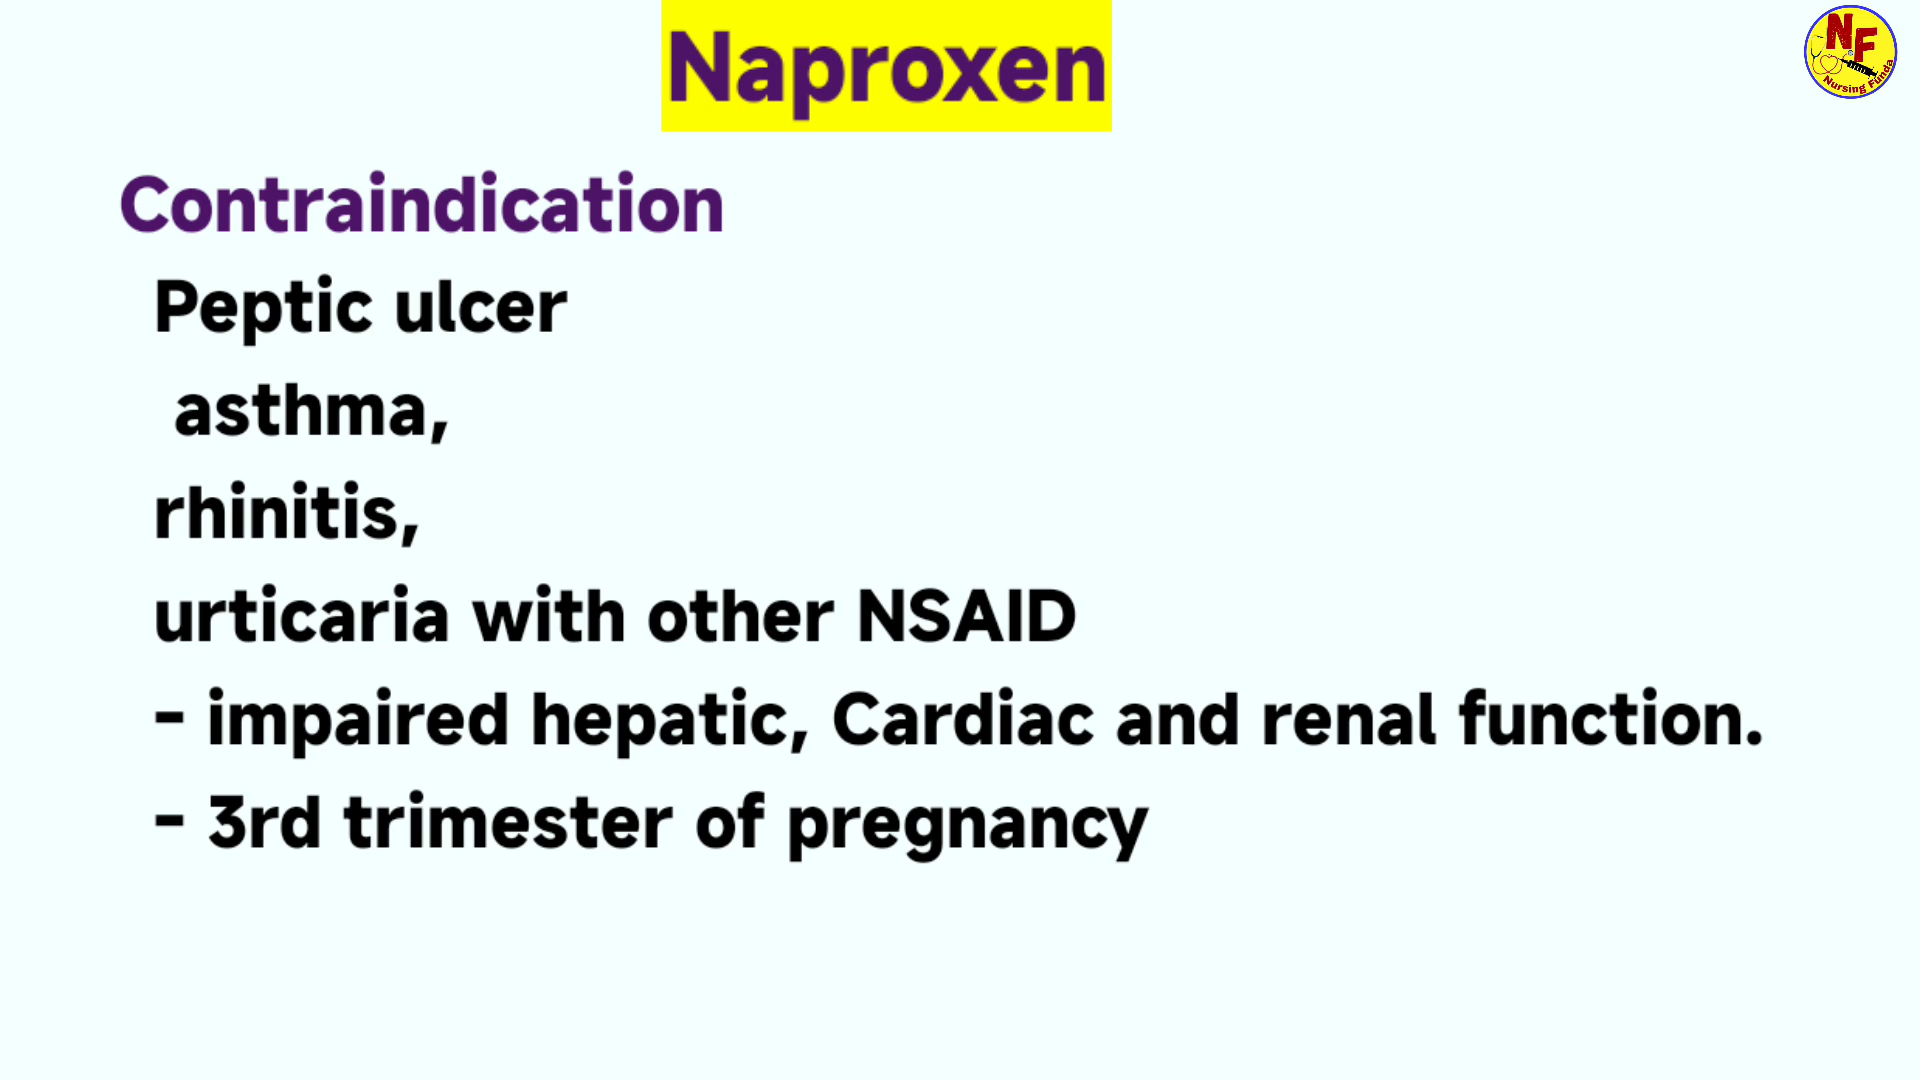 Naproxen
N F
Nursing Funda
Contraindication
Peptic ulcer
asthma,
rhinitis,
urticaria with other NSAID
- impaired hepatic, Cardiac and renal function.
- 3rd trimester of pregnancy